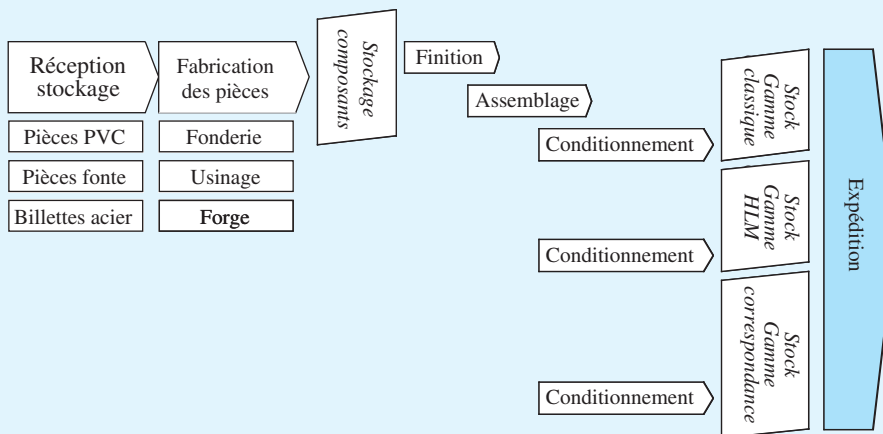 Réception
stockage
Fabrication
des pièces
Stockage
composants
Finition
Assemblage
Pièces PVC
Fonderie
Pièces fonte
Usinage
Billettes acier
Forge
Conditionnement
Stock
Gamme
classique
Conditionnement
Stock
Gamme
HLM
Conditionnement
Stock
Gamme
correspondance
Expédition